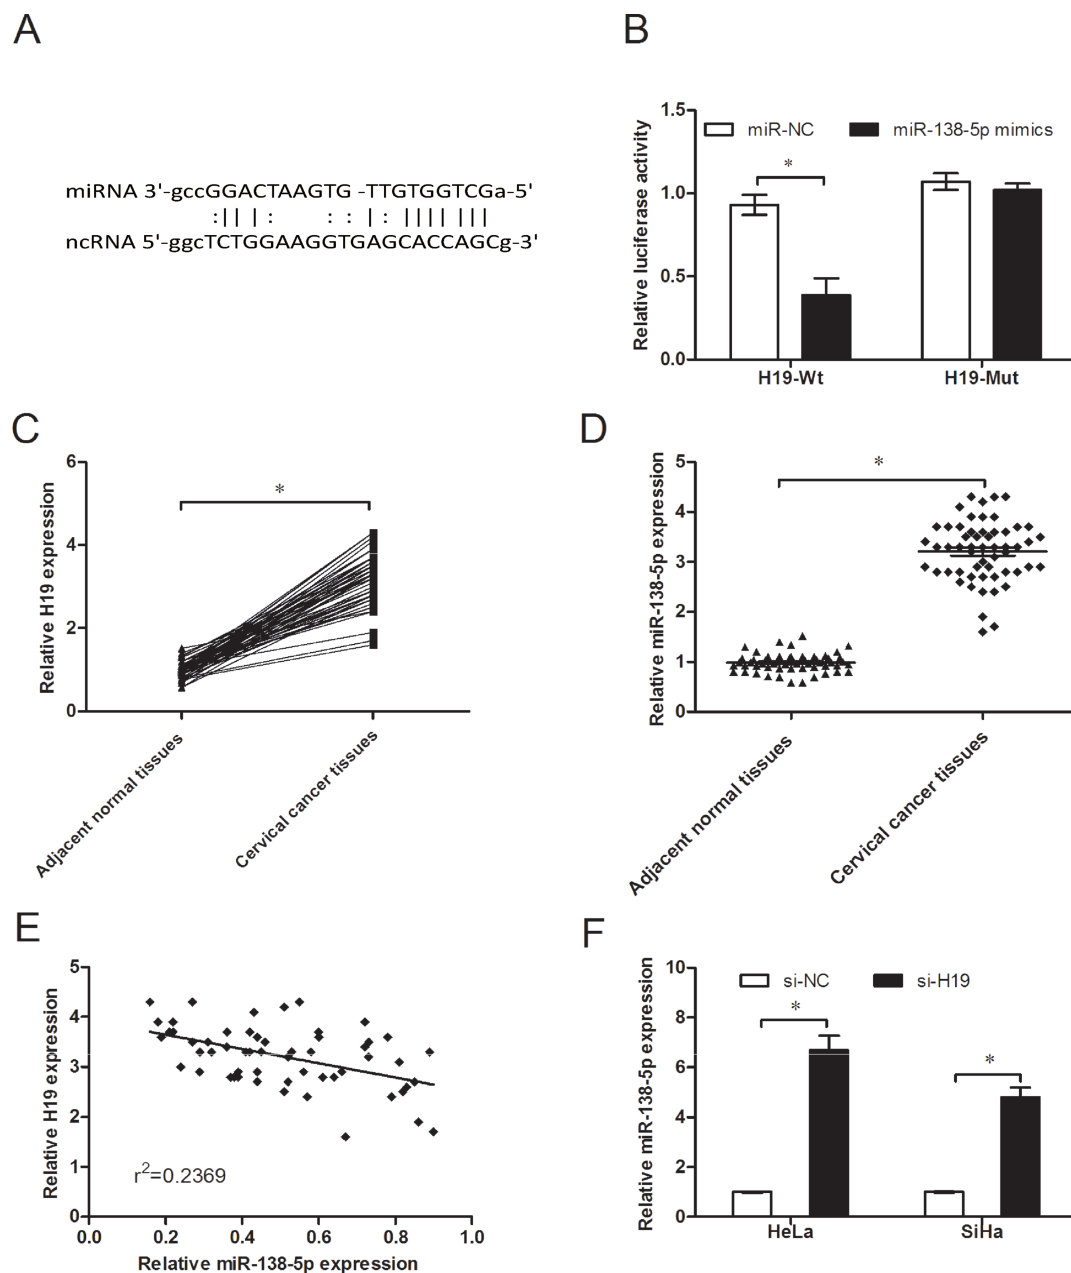 A
miRNA 3'-gccGGACTAAGTG -TTGTGGTCGa-5'
:|| | : : : | : |||| |||
ncRNA 5'-ggcTCTGGAAGGTGAGCACCAGCg-3'
B
Relative luciferase activity
1.5
1.0
0.5
0.0
miR-NC
miR-138-5p mimics
*
H19-Wt
H19-Mut
C
Relative H19 expression
6
4
2
0
*
Adjacent normal tissues
Cervical cancer tissues
D
Relative miR-138-5p expression
5
4
3
2
1
0
*
Adjacent normal tissues
Cervical cancer tissues
E
Relative H19 expression
5
4
3
2
1
0
r²=0.2369
0.0 0.2 0.4 0.6 0.8 1.0
Relative miR-138-5p expression
F
Relative miR-138-5p expression
10
8
6
4
2
0
si-NC
si-H19
*
*
HeLa
SiHa